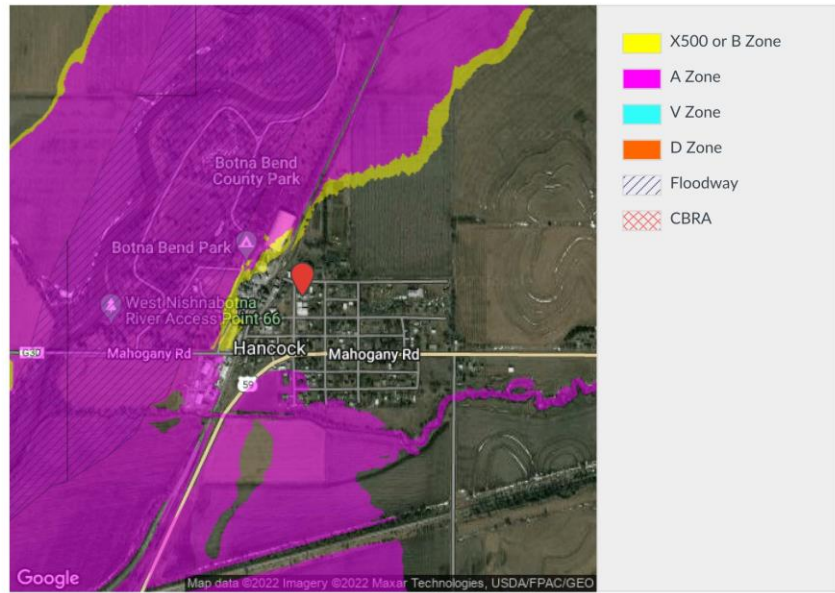 Botna Bend
County Park
Botna Bend Park
West Nishnabotna
River Access Point 66
G30
Mahogany Rd
Hancock
Mahogany Rd
59
Google
Map data ©2022 Imagery ©2022 Maxar Technologies, USDA/FPAC/GEO
X500 or B Zone
A Zone
V Zone
D Zone
Floodway
CBRA